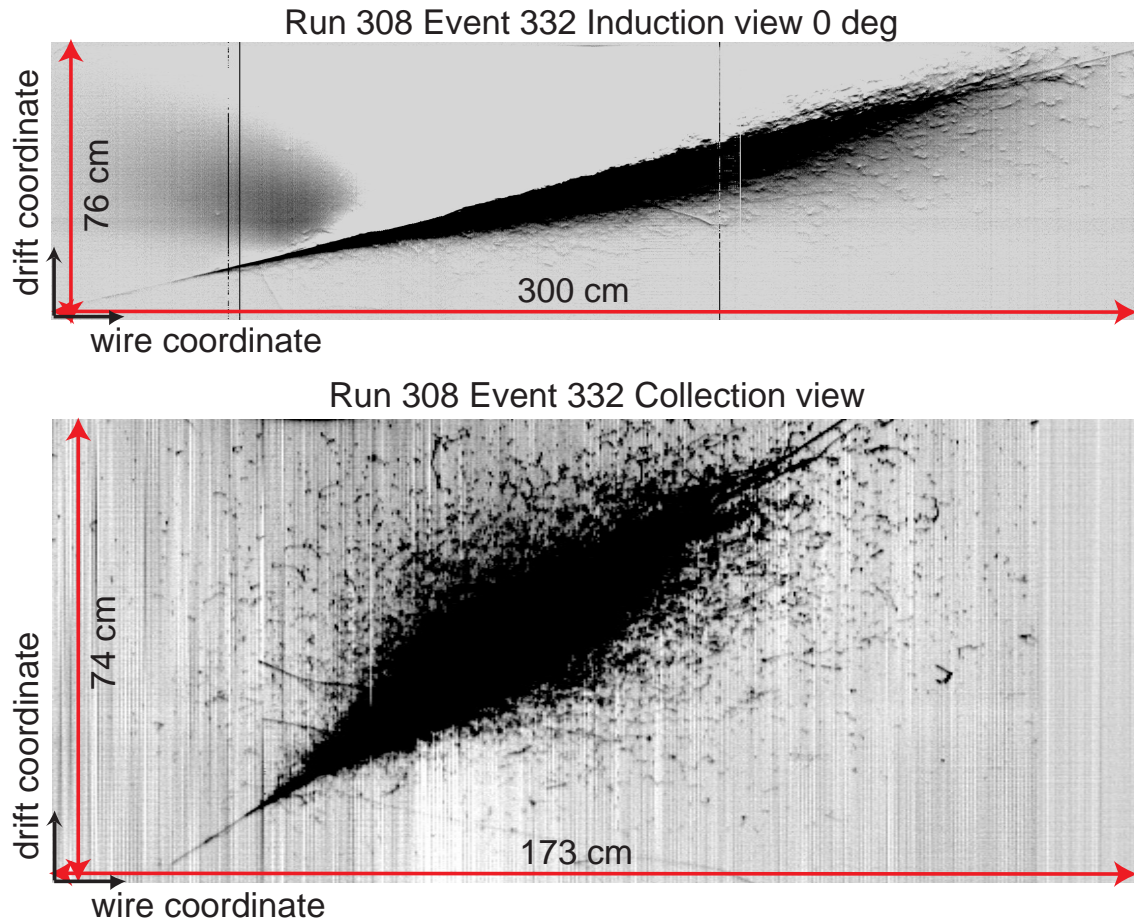 Run 308 Event 332 Induction view 0 deg
drift coordinate
76 cm
300 cm
wire coordinate
Run 308 Event 332 Collection view
drift coordinate
74 cm
173 cm
wire coordinate